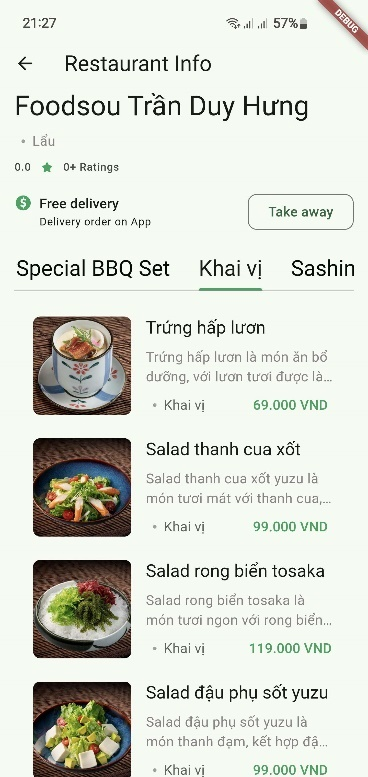 21:27
57%
DEBUG
Restaurant Info
Foodsou Trần Duy Hưng
• Lẩu
0.0 ★ 0+ Ratings
Free delivery
Delivery order on App
Take away
Special BBQ Set Khai vị Sashin
Trứng hấp lươn
Trứng hấp lươn là món ăn bổ
dưỡng, với lươn tươi được là...
• Khai vị 69.000 VND
Salad thanh cua xốt
Salad thanh cua xốt yuzu là
món tươi mát với thanh cua,...
• Khai vị 99.000 VND
Salad rong biển tosaka
Salad rong biển tosaka là
món tươi ngon với rong biển...
• Khai vị 119.000 VND
Salad đậu phụ sốt yuzu
Salad đậu phụ sốt yuzu là
món thanh đạm, kết hợp đậ...
• Khai vị 99.000 VND